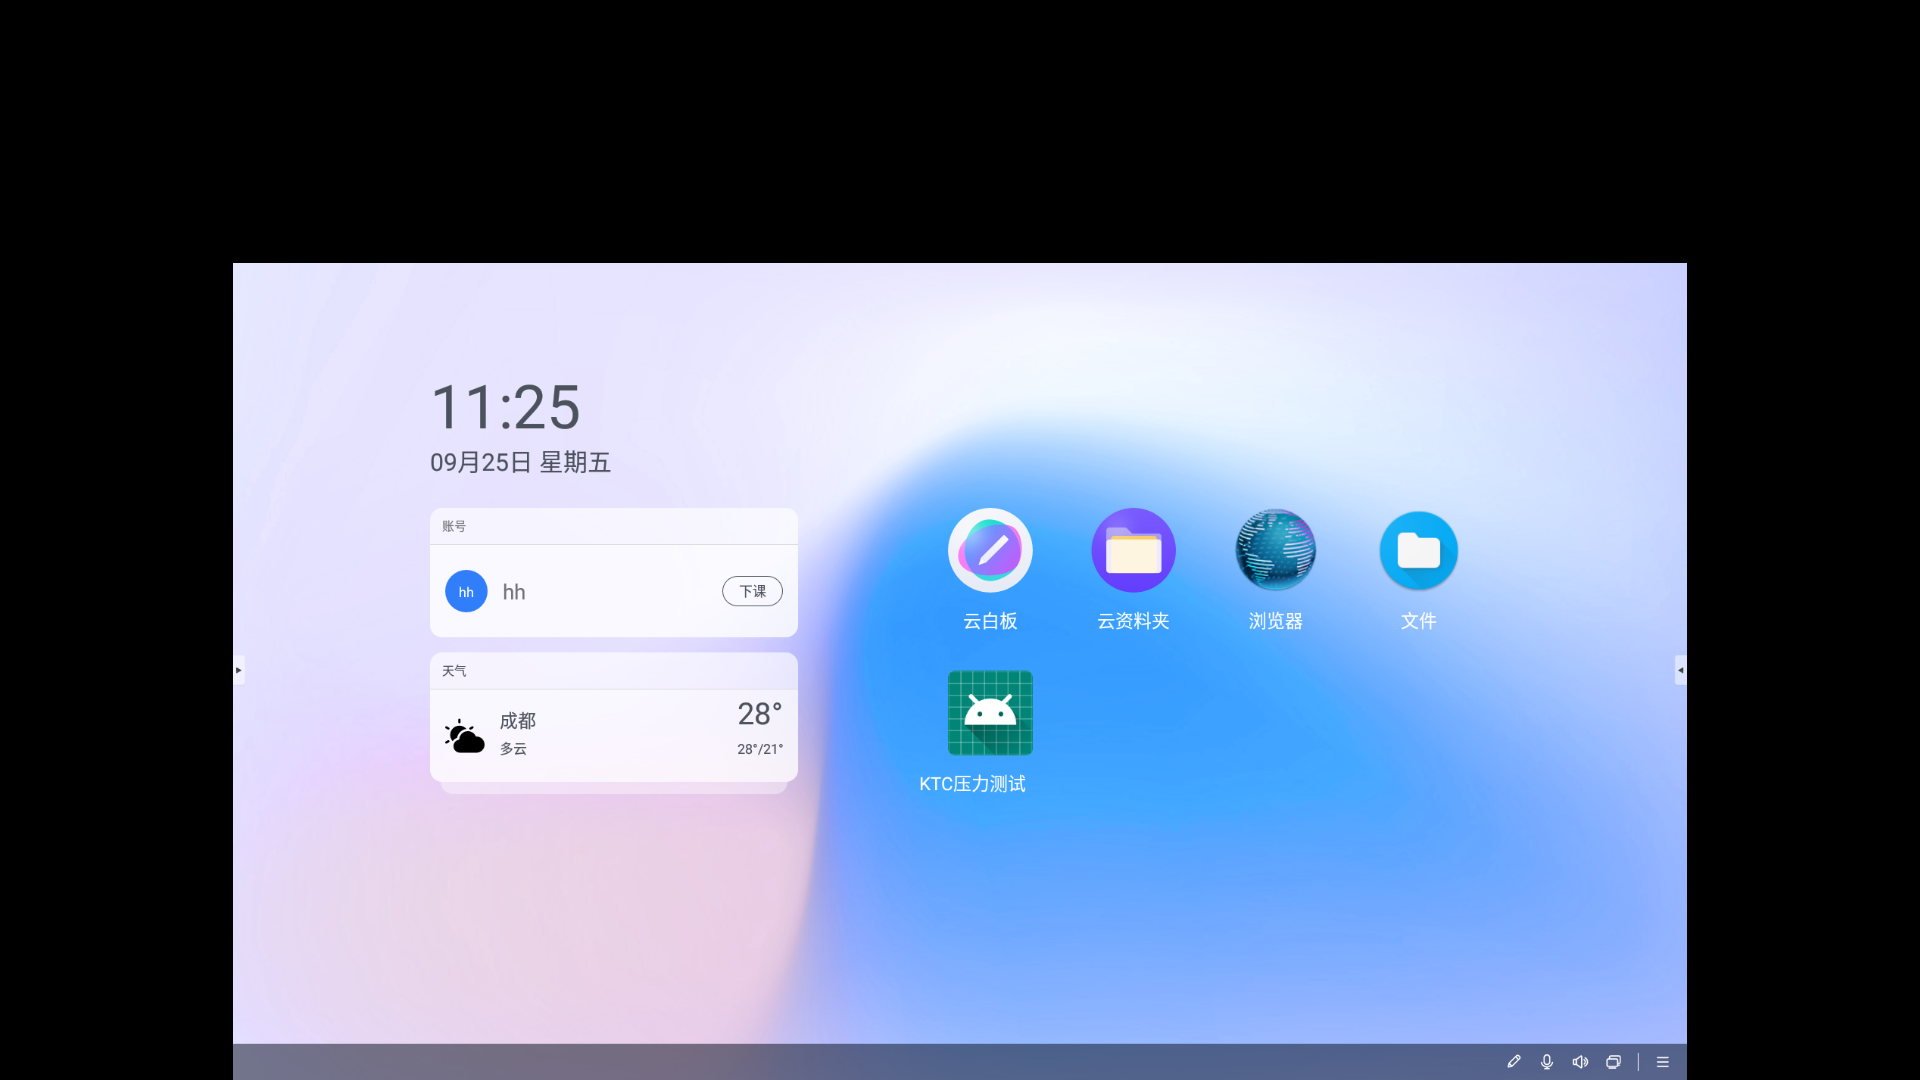 11:25
09月25日 星期五
账号
hh
hh
下课
天气
成都
多云
28°
28°/21°
云白板
云资料夹
浏览器
文件
KTC压力测试